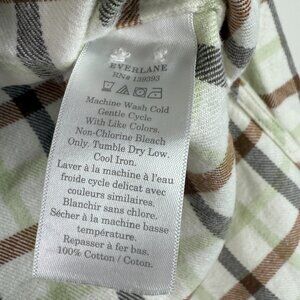 EVERLANE
RN# 139393
Machine Wash Cold
Gentle Cycle
With Like Colors.
Non-Chlorine Bleach
Only. Tumble Dry Low.
Cool Iron.
Laver à la machine à l'eau
froide cycle delicat avec de
couleurs similaires.
Blanchir sans chlore.
Sécher à la machine basse
température.
Repasser à fer bas.
100% Cotton / Coton.